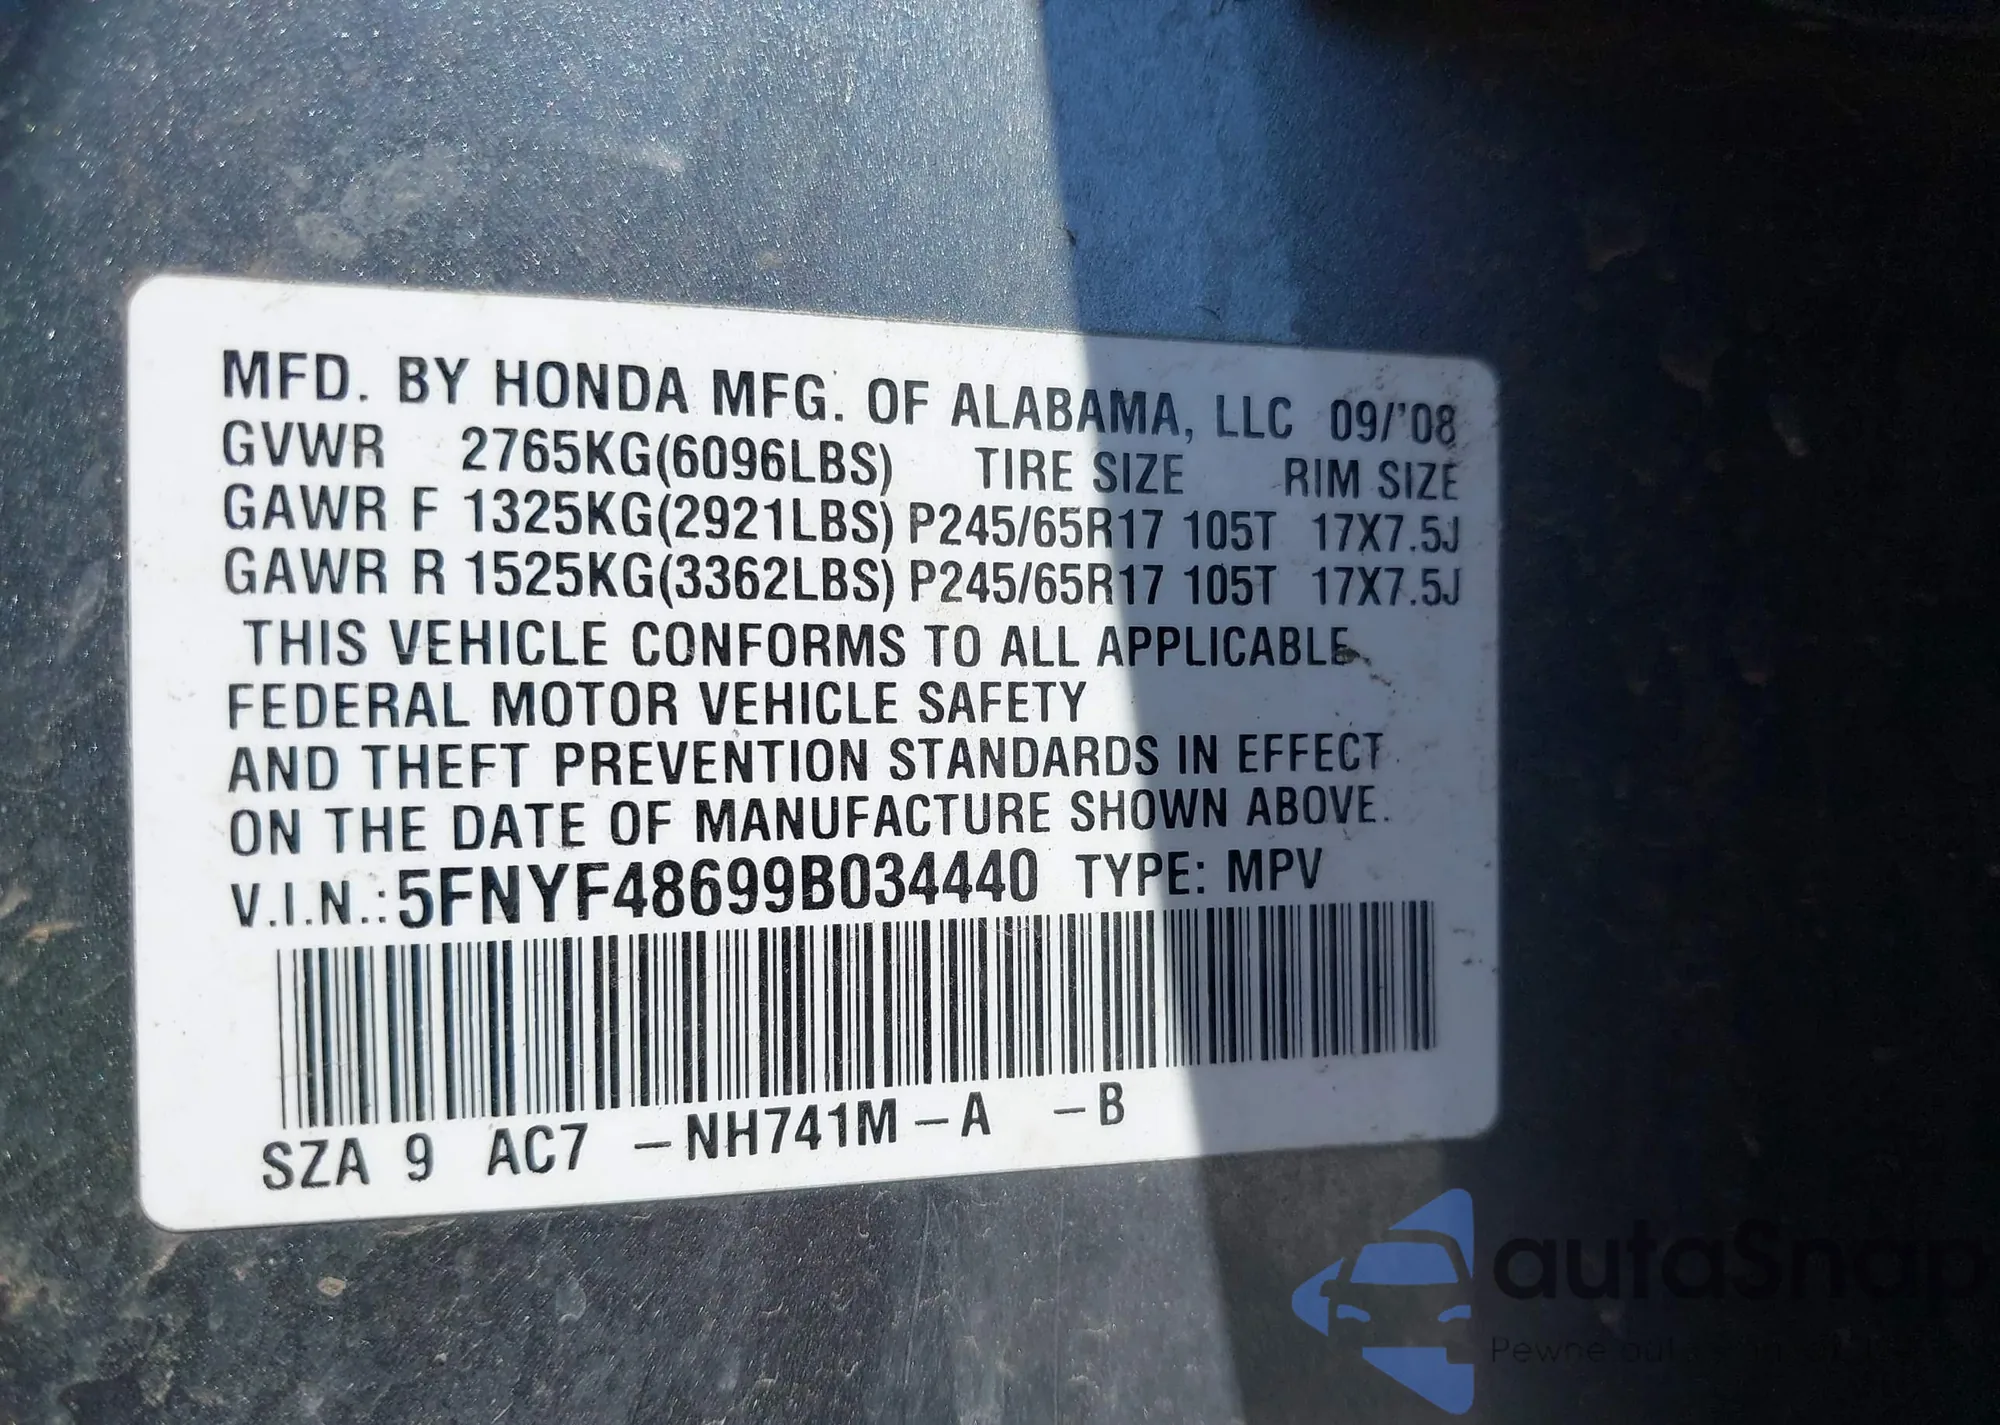 MFD. BY HONDA MFG. OF ALABAMA, LLC 09/'08
GVWR 2765KG(6096LBS) TIRE SIZE RIM SIZE
GAWR F 1325KG(2921LBS) P245/65R17 105T 17X7.5J
GAWR R 1525KG(3362LBS) P245/65R17 105T 17X7.5J
THIS VEHICLE CONFORMS TO ALL APPLICABLE
FEDERAL MOTOR VEHICLE SAFETY
AND THEFT PREVENTION STANDARDS IN EFFECT
ON THE DATE OF MANUFACTURE SHOWN ABOVE.
V.I.N.:5FNYF48699B034440 TYPE: MPV
SZA 9 AC7 -NH741M-A -B
autaSnap
Pewne auta